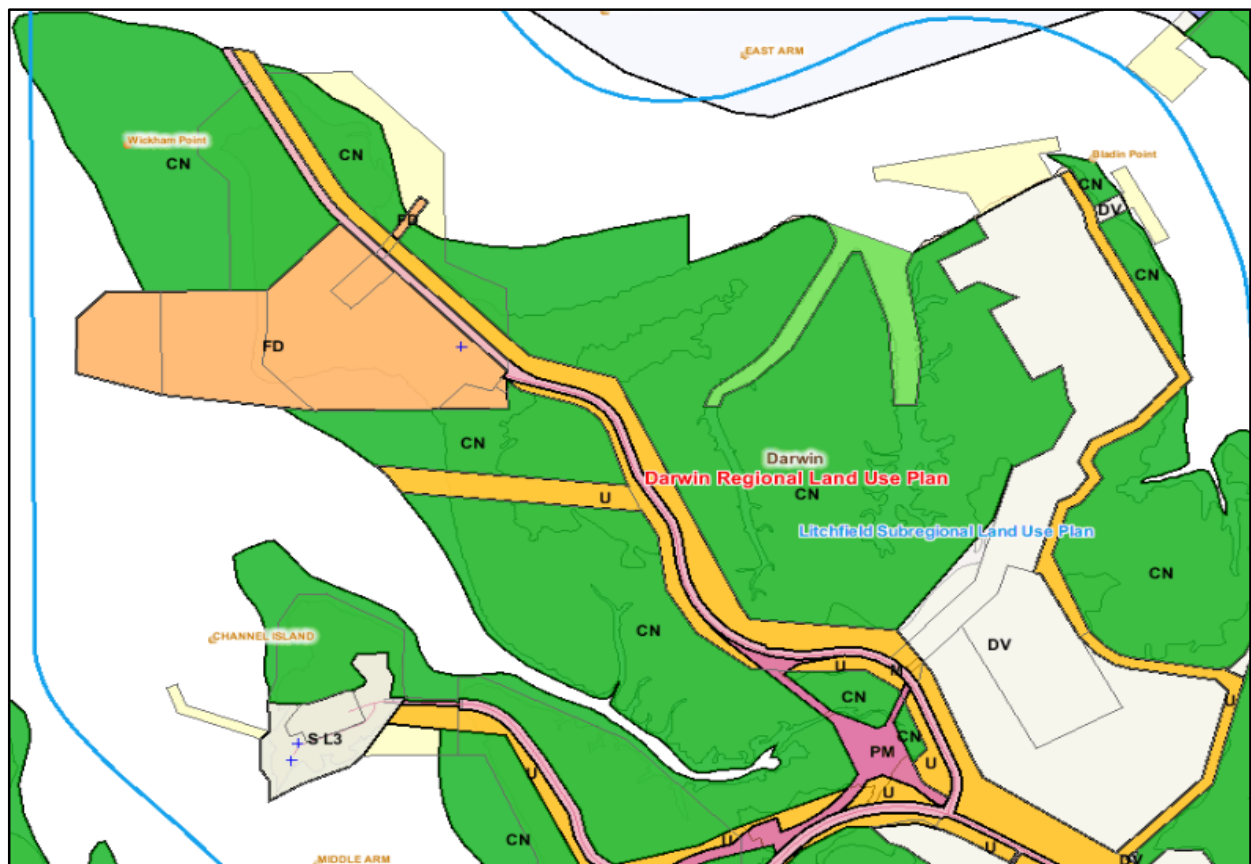 EAST ARM
Wickham Point
CN
CN
Bladin Point
CN
DV
FD
CN
FD
CN
Darwin
Darwin Regional Land Use Plan
CN
U
Litchfield Subregional Land Use Plan
CN
CHANNEL ISLAND
CN
DV
U
M
CN
U
S L3
CN
PM
U
U
U
CN
U
U
MIDDLE ARM
DV